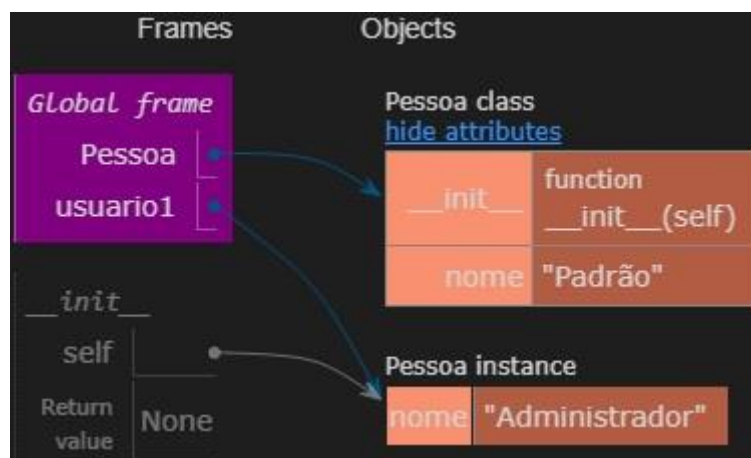 Frames
Objects
Global frame
Pessoa
usuario1
__init__
self
Return
value
None
Pessoa class
hide attributes
__init__
function
__init__(self)
nome
"Padrão"
Pessoa instance
nome
"Administrador"